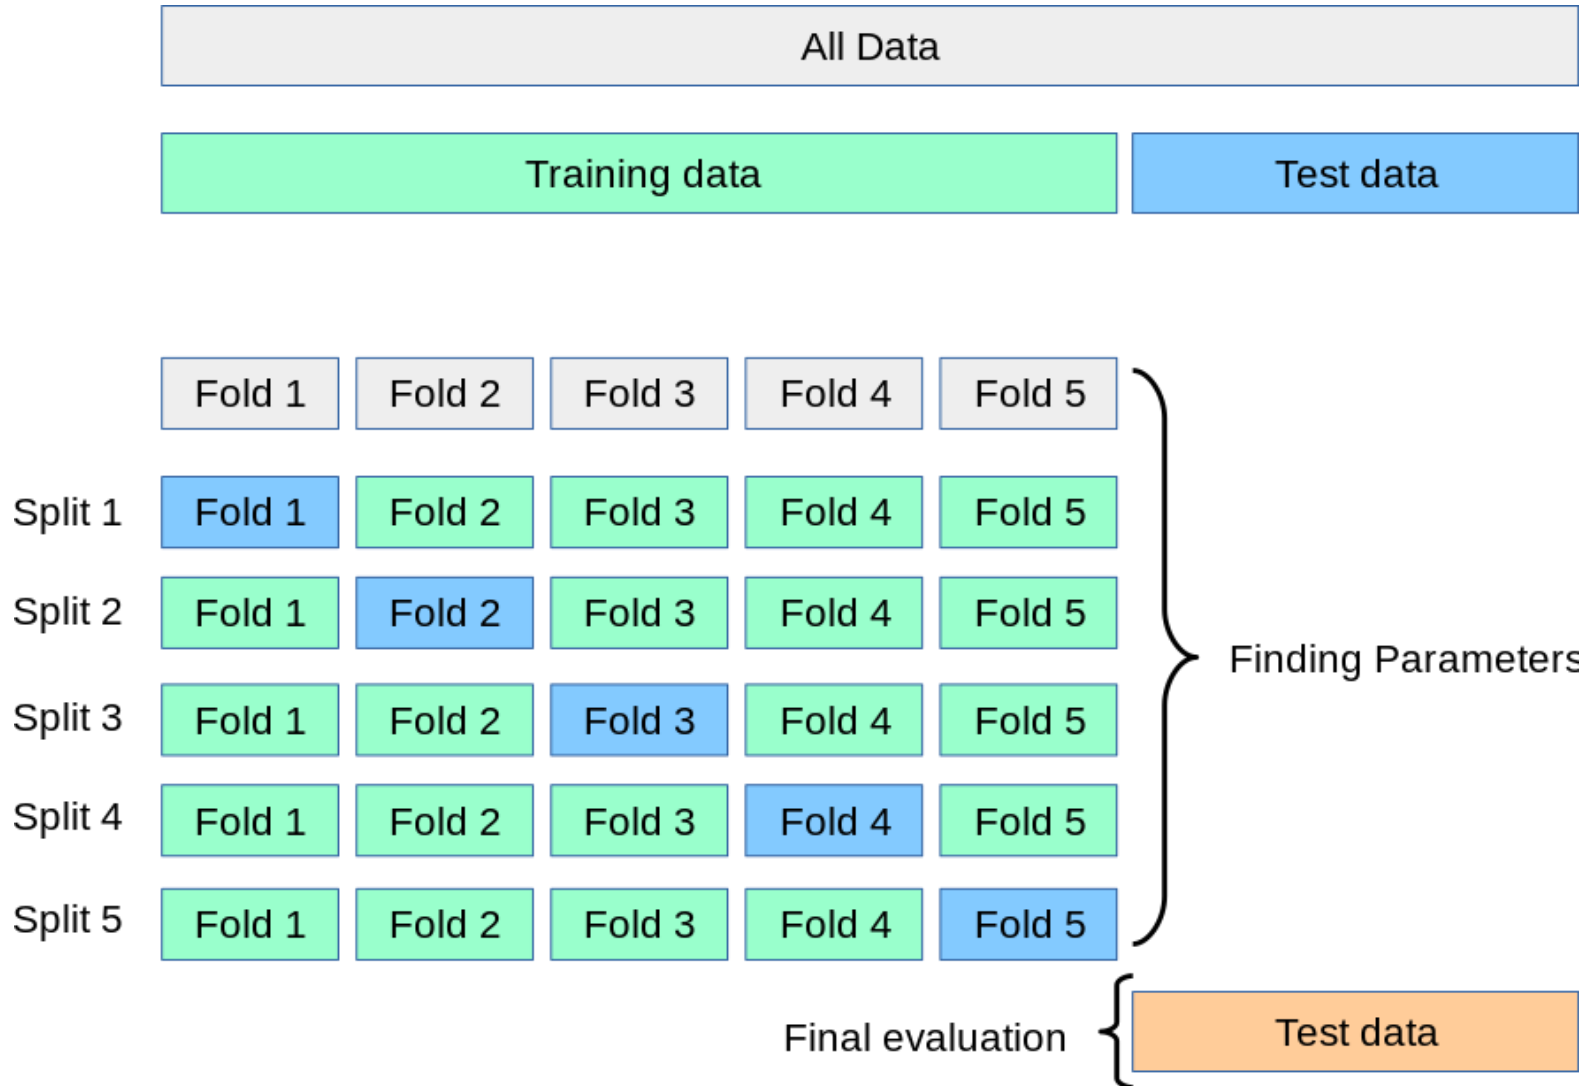 All Data
Training data Test data
Fold 1 Fold 2 Fold 3 Fold 4 Fold 5
Split 1 Fold 1 Fold 2 Fold 3 Fold 4 Fold 5
Split 2 Fold 1 Fold 2 Fold 3 Fold 4 Fold 5
Finding Parameters
Split 3 Fold 1 Fold 2 Fold 3 Fold 4 Fold 5
Split 4 Fold 1 Fold 2 Fold 3 Fold 4 Fold 5
Split 5 Fold 1 Fold 2 Fold 3 Fold 4 Fold 5
Final evaluation Test data